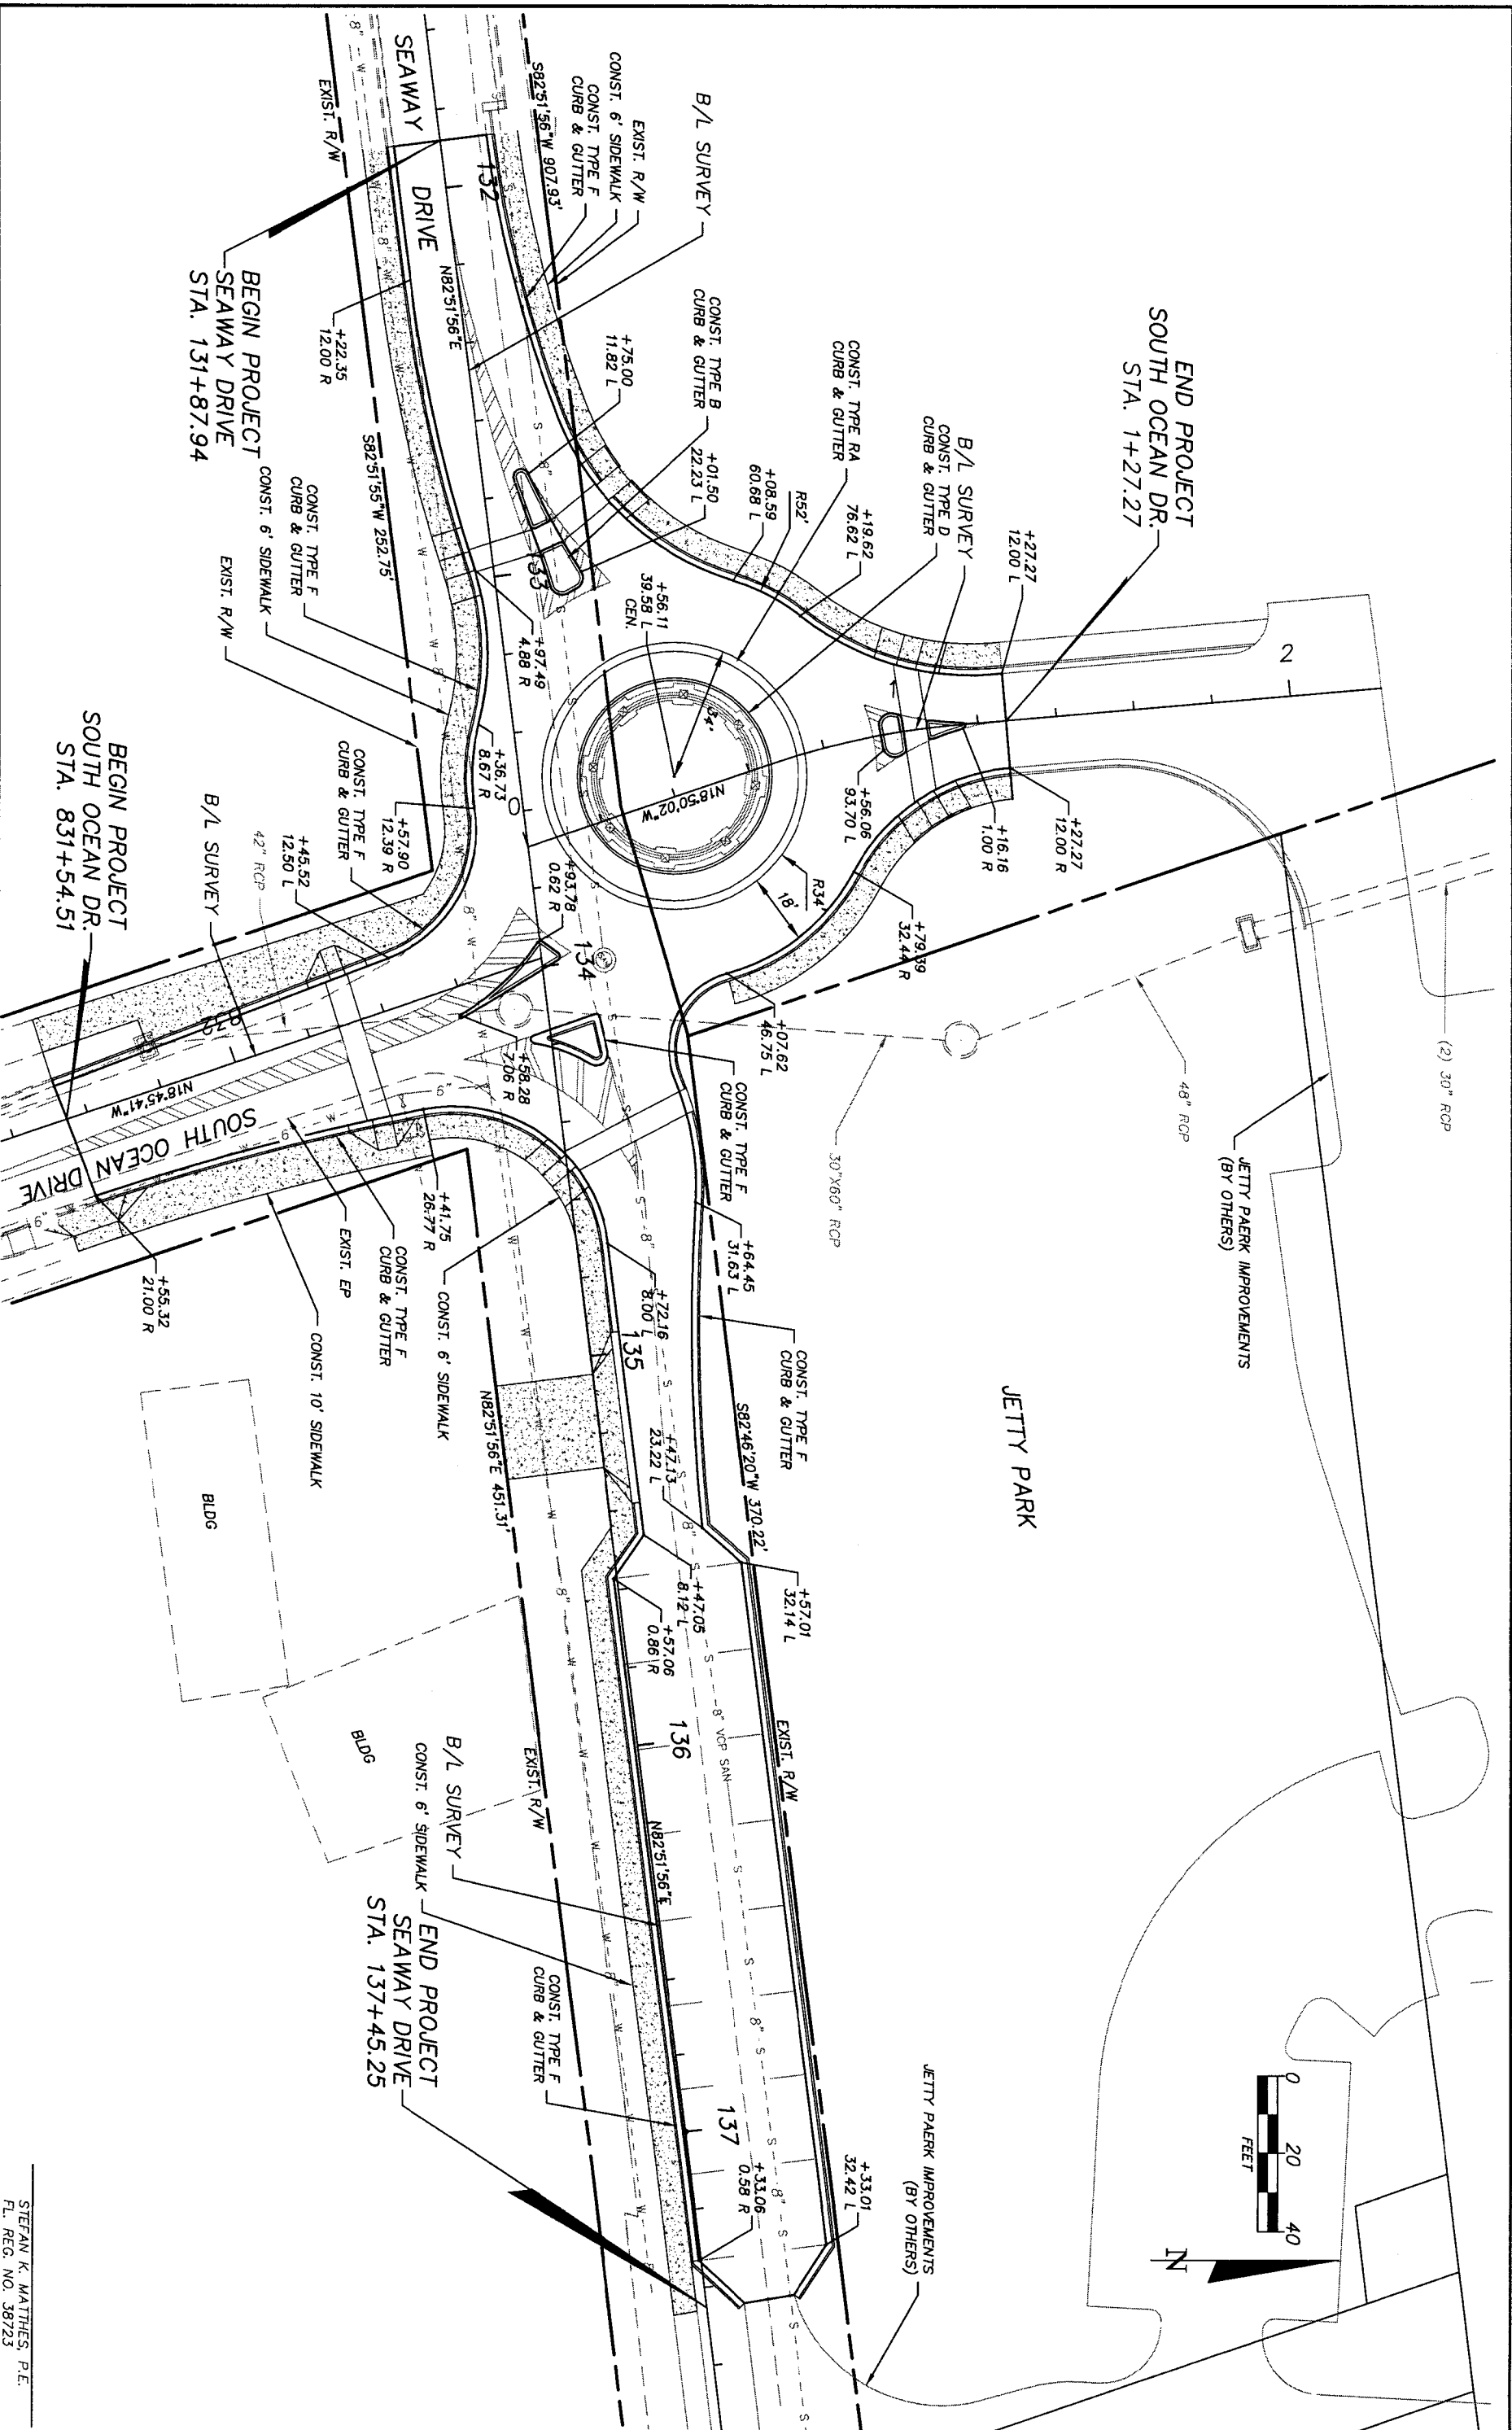 END PROJECT
SOUTH OCEAN DR.
STA. 1+27.27
+27.27
12.00 L
2
(2) 30" RCP
48" RCP
JETTY PAERK IMPROVEMENTS
(BY OTHERS)
JETTY PARK
0 20 40
FEET
N
B/L SURVEY
CONST. TYPE D
CURB & GUTTER
CONST. TYPE RA
CURB & GUTTER
+19.62
76.62 L
R52'
+08.59
60.68 L
+27.27
12.00 R
+16.16
1.00 R
+56.06
93.70 L
+79.39
32.44 R
R34'
18'
34'
N18°50'02"W
+56.11
39.58 L
CEN.
+07.62
46.75 L
30"X60" RCP
B/L SURVEY
EXIST. R/W
CONST. 6' SIDEWALK
CONST. TYPE F
CURB & GUTTER
S82°51'56"W 907.93'
CONST. TYPE B
CURB & GUTTER
+01.50
22.23 L
+75.00
11.82 L
SEAWAY
DRIVE
132
N82°51'56"E
8"
W
EXIST. R/W
+22.35
12.00 R
BEGIN PROJECT
SEAWAY DRIVE
STA. 131+87.94
S82°51'55"W 252.75'
CONST. TYPE F
CURB & GUTTER
CONST. 6' SIDEWALK
EXIST. R/W
133
+97.49
4.88 R
+36.73
8.67 R
0
+57.90
12.39 R
CONST. TYPE F
CURB & GUTTER
+45.52
12.50 L
42" RCP
B/L SURVEY
BEGIN PROJECT
SOUTH OCEAN DR.
STA. 831+54.51
+93.78
0.62 R
134
+58.28
7.06 R
832
N18°45'41"W
SOUTH OCEAN DRIVE
6"
+55.32
21.00 R
+41.75
26.77 R
EXIST. EP
CONST. TYPE F
CURB & GUTTER
CONST. 10' SIDEWALK
CONST. 6' SIDEWALK
CONST. TYPE F
CURB & GUTTER
+64.45
31.63 L
+72.16
8.00 L
135
CONST. TYPE F
CURB & GUTTER
S82°46'20"W 370.22'
+47.13
23.22 L
+57.01
32.14 L
+47.05
8.12 L
+57.06
0.86 R
N82°51'56"E 451.31'
BLDG
BLDG
8" VCP SAN
136
EXIST. R/W
EXIST. R/W
N82°51'56"E
B/L SURVEY
CONST. 6' SIDEWALK
END PROJECT
SEAWAY DRIVE
STA. 137+45.25
CONST. TYPE F
CURB & GUTTER
137
+33.06
0.58 R
+33.01
32.42 L
JETTY PAERK IMPROVEMENTS
(BY OTHERS)
STEFAN K. MATTHES, P.E.
FL. REG. NO. 38723